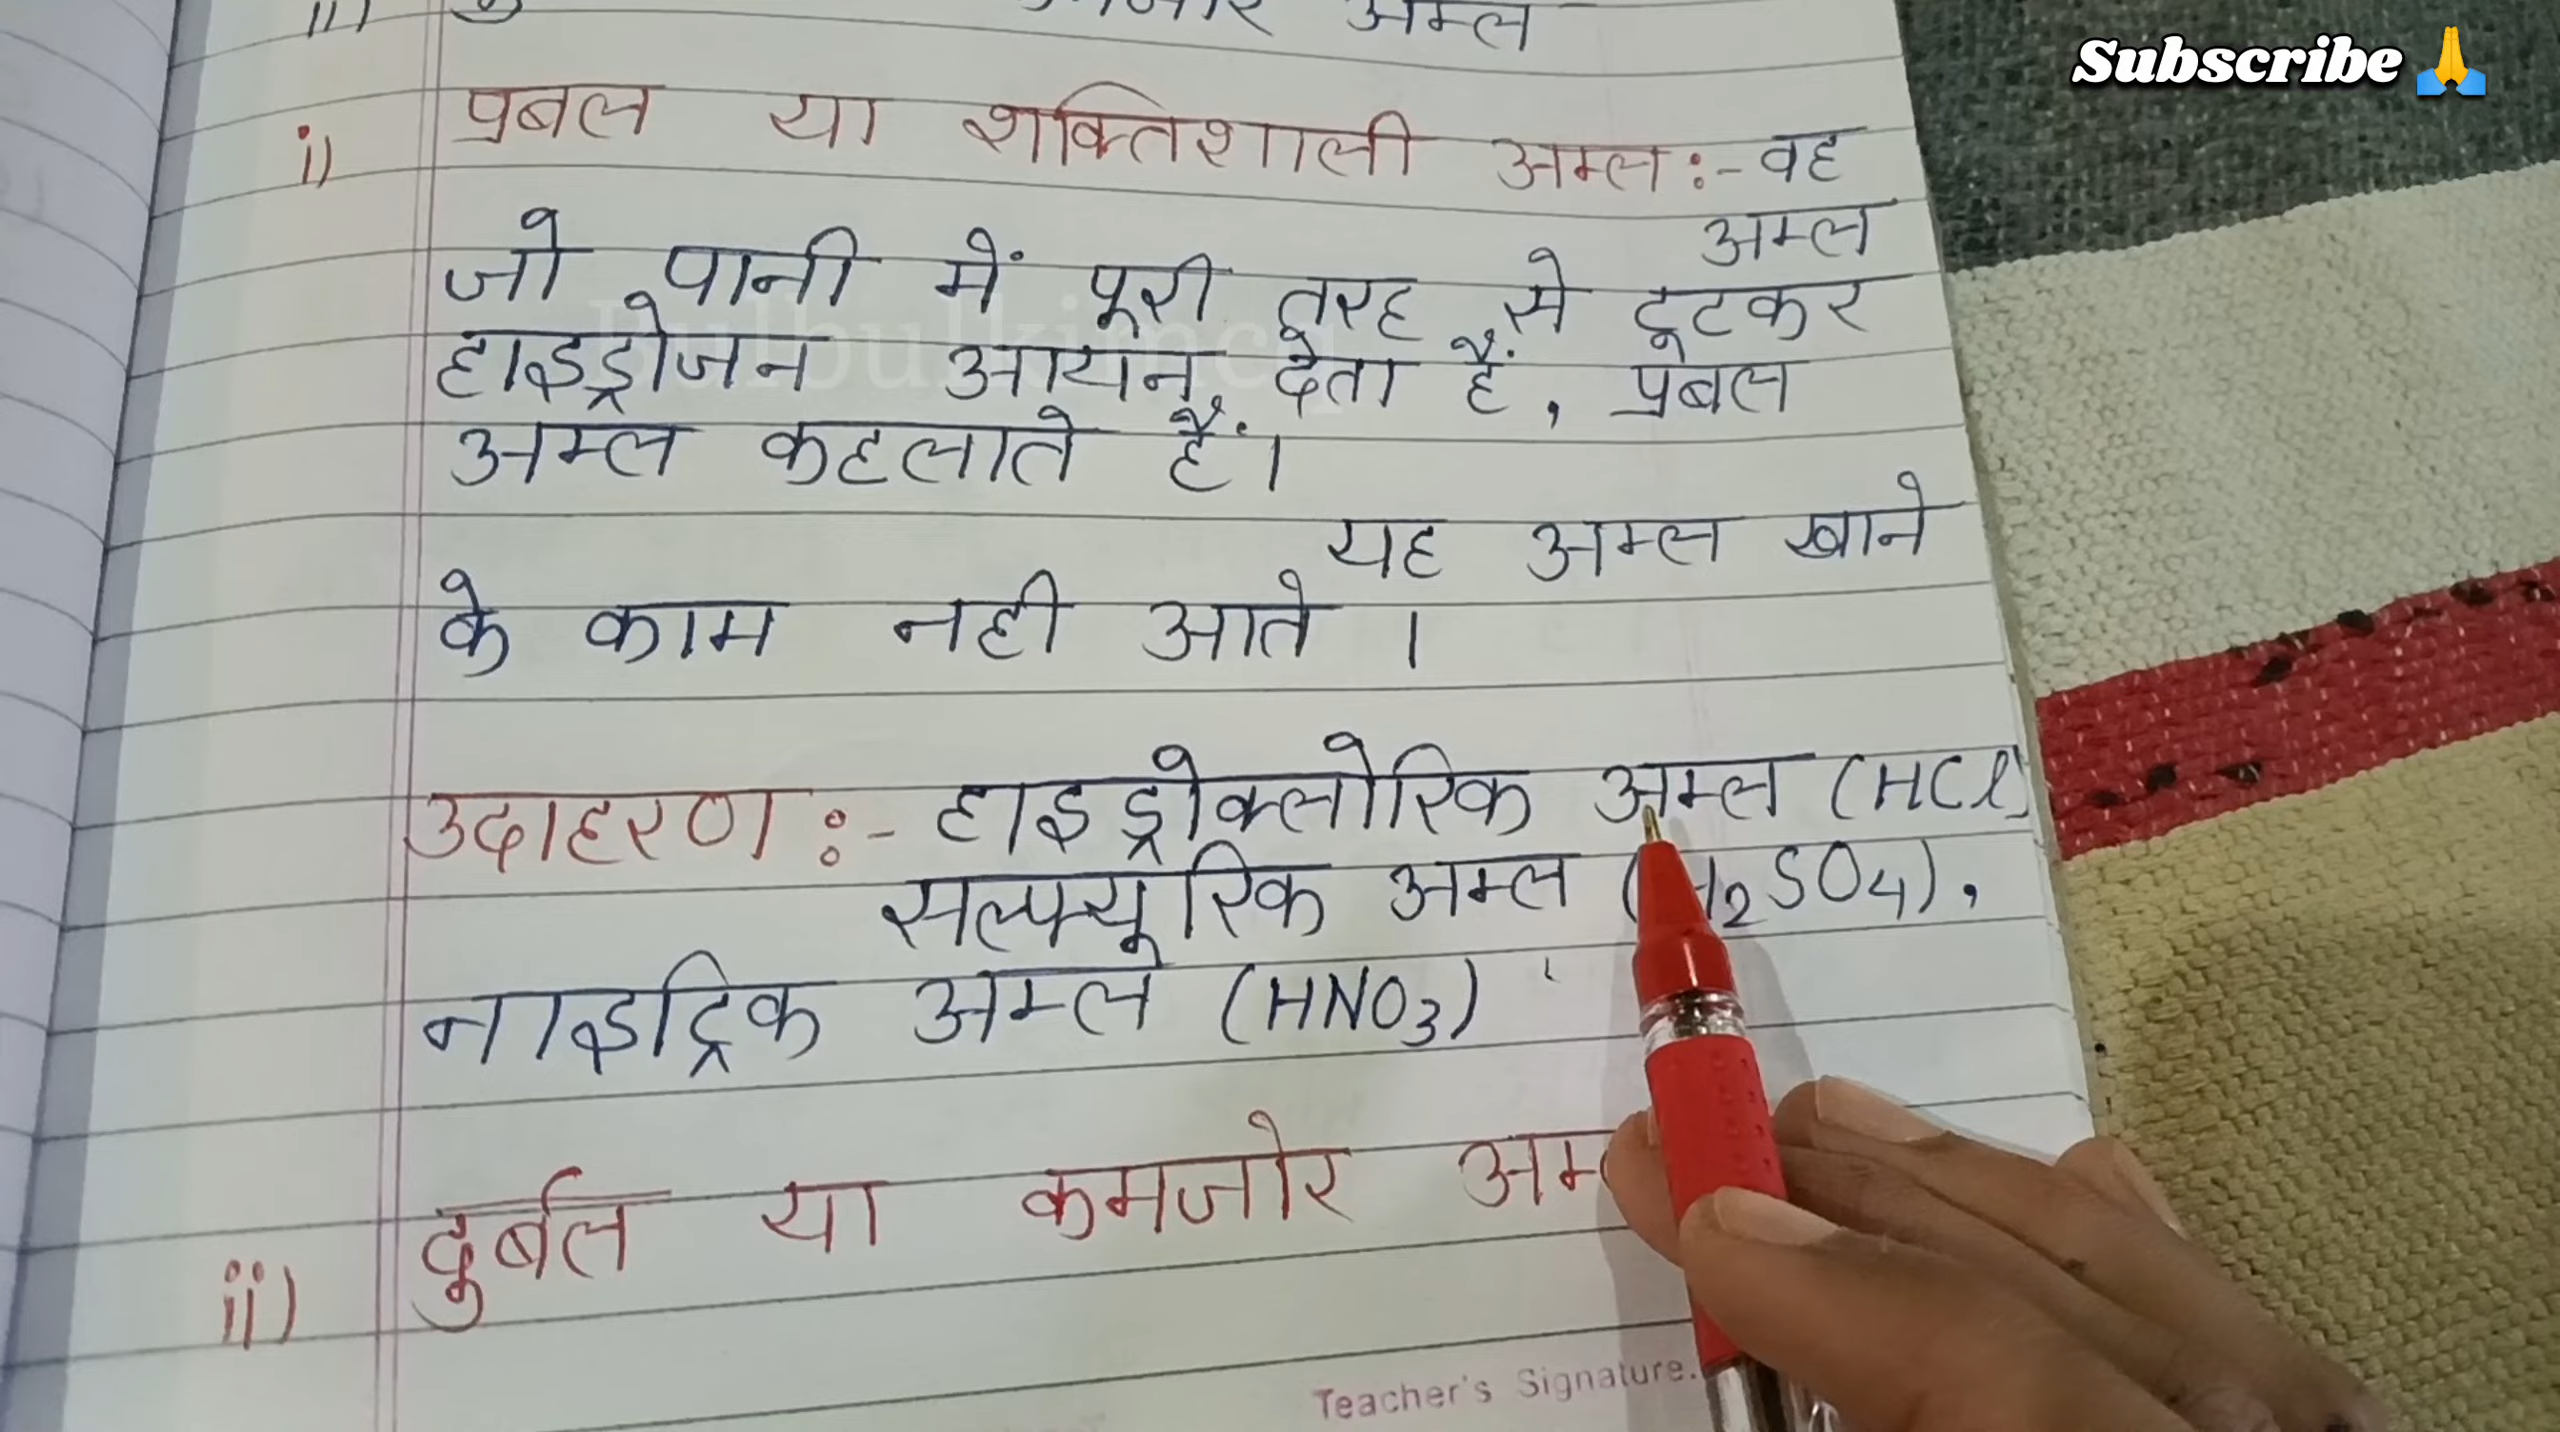 Subscribe 🙏
अम्ल
i) प्रबल या शक्तिशाली अम्ल :- वह
अम्ल
जो पानी में पूरी तरह से टूटकर
हाइड्रोजन आयन देता हैं, प्रबल
अम्ल कहलाते हैं।
यह अम्ल खाने
के काम नही आते ।
उदाहरण :- हाइड्रोक्लोरिक अम्ल (HCl)
सल्फ्यूरिक अम्ल (H2SO4),
नाइट्रिक अम्ल (HNO3)
ii) दुर्बल या कमजोर
Teacher's Signature.